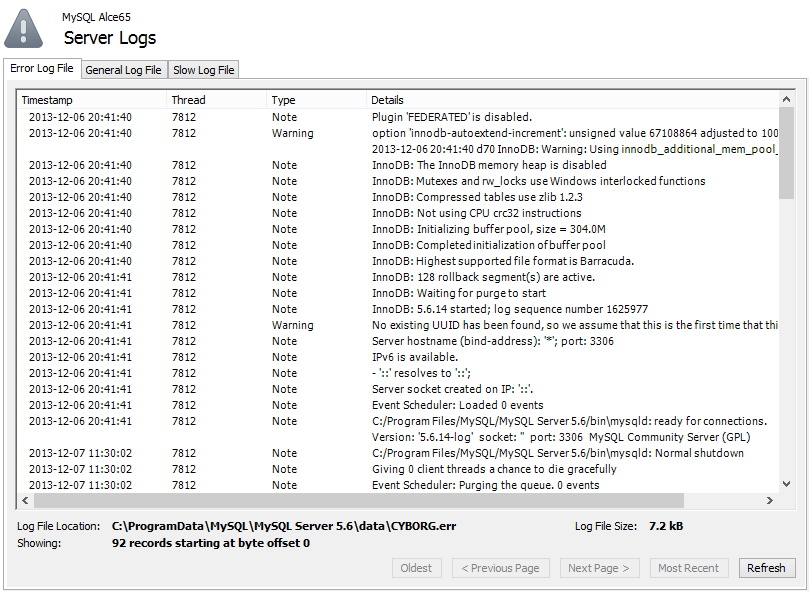 MySQL Alce65
Server Logs
Error Log File General Log File Slow Log File
Timestamp Thread Type Details
2013-12-06 20:41:40 7812 Note Plugin 'FEDERATED' is disabled.
2013-12-06 20:41:40 7812 Warning option 'innodb-autoextend-increment': unsigned value 67108864 adjusted to 100
2013-12-06 20:41:40 d70 InnoDB: Warning: Using innodb_additional_mem_pool_
2013-12-06 20:41:40 7812 Note InnoDB: The InnoDB memory heap is disabled
2013-12-06 20:41:40 7812 Note InnoDB: Mutexes and rw_locks use Windows interlocked functions
2013-12-06 20:41:40 7812 Note InnoDB: Compressed tables use zlib 1.2.3
2013-12-06 20:41:40 7812 Note InnoDB: Not using CPU crc32 instructions
2013-12-06 20:41:40 7812 Note InnoDB: Initializing buffer pool, size = 304.0M
2013-12-06 20:41:40 7812 Note InnoDB: Completed initialization of buffer pool
2013-12-06 20:41:40 7812 Note InnoDB: Highest supported file format is Barracuda.
2013-12-06 20:41:41 7812 Note InnoDB: 128 rollback segment(s) are active.
2013-12-06 20:41:41 7812 Note InnoDB: Waiting for purge to start
2013-12-06 20:41:41 7812 Note InnoDB: 5.6.14 started; log sequence number 1625977
2013-12-06 20:41:41 7812 Warning No existing UUID has been found, so we assume that this is the first time that thi
2013-12-06 20:41:41 7812 Note Server hostname (bind-address): '*'; port: 3306
2013-12-06 20:41:41 7812 Note IPv6 is available.
2013-12-06 20:41:41 7812 Note - '::' resolves to '::';
2013-12-06 20:41:41 7812 Note Server socket created on IP: '::'.
2013-12-06 20:41:41 7812 Note Event Scheduler: Loaded 0 events
2013-12-06 20:41:41 7812 Note C:/Program Files/MySQL/MySQL Server 5.6/bin\mysqld: ready for connections.
Version: '5.6.14-log' socket: '' port: 3306 MySQL Community Server (GPL)
2013-12-07 11:30:02 7812 Note C:/Program Files/MySQL/MySQL Server 5.6/bin\mysqld: Normal shutdown
2013-12-07 11:30:02 7812 Note Giving 0 client threads a chance to die gracefully
2013-12-07 11:30:02 7812 Note Event Scheduler: Purging the queue. 0 events
Log File Location: C:\ProgramData\MySQL\MySQL Server 5.6\data\CYBORG.err Log File Size: 7.2 kB
Showing: 92 records starting at byte offset 0
Oldest < Previous Page Next Page > Most Recent Refresh